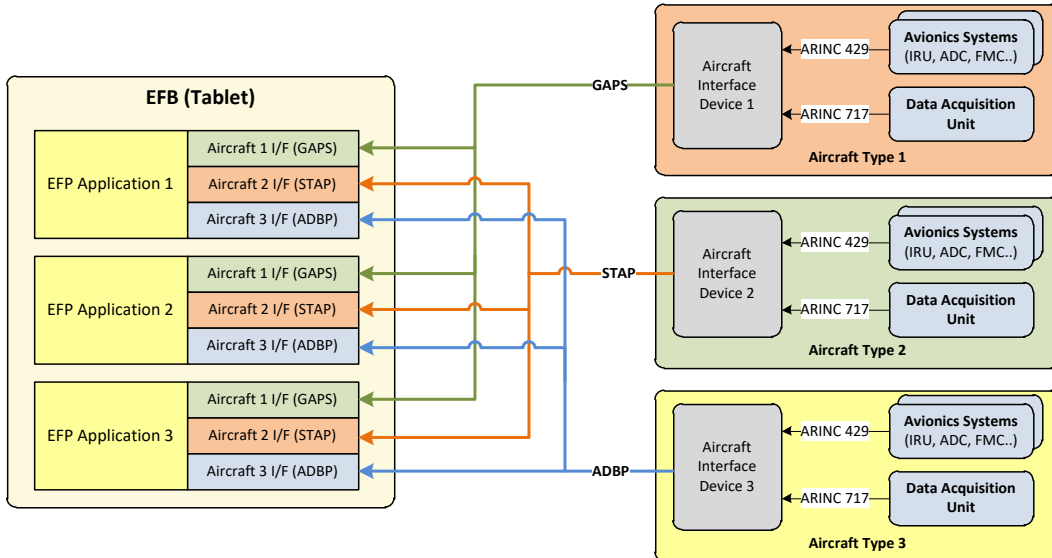 EFB (Tablet)
EFP Application 1
Aircraft 1 I/F (GAPS)
Aircraft 2 I/F (STAP)
Aircraft 3 I/F (ADBP)
EFP Application 2
Aircraft 1 I/F (GAPS)
Aircraft 2 I/F (STAP)
Aircraft 3 I/F (ADBP)
EFP Application 3
Aircraft 1 I/F (GAPS)
Aircraft 2 I/F (STAP)
Aircraft 3 I/F (ADBP)
GAPS
STAP
ADBP
Aircraft
Interface
Device 1
ARINC 429
Avionics Systems
(IRU, ADC, FMC..)
ARINC 717
Data Acquisition
Unit
Aircraft Type 1
Aircraft
Interface
Device 2
ARINC 429
Avionics Systems
(IRU, ADC, FMC..)
ARINC 717
Data Acquisition
Unit
Aircraft Type 2
Aircraft
Interface
Device 3
ARINC 429
Avionics Systems
(IRU, ADC, FMC..)
ARINC 717
Data Acquisition
Unit
Aircraft Type 3